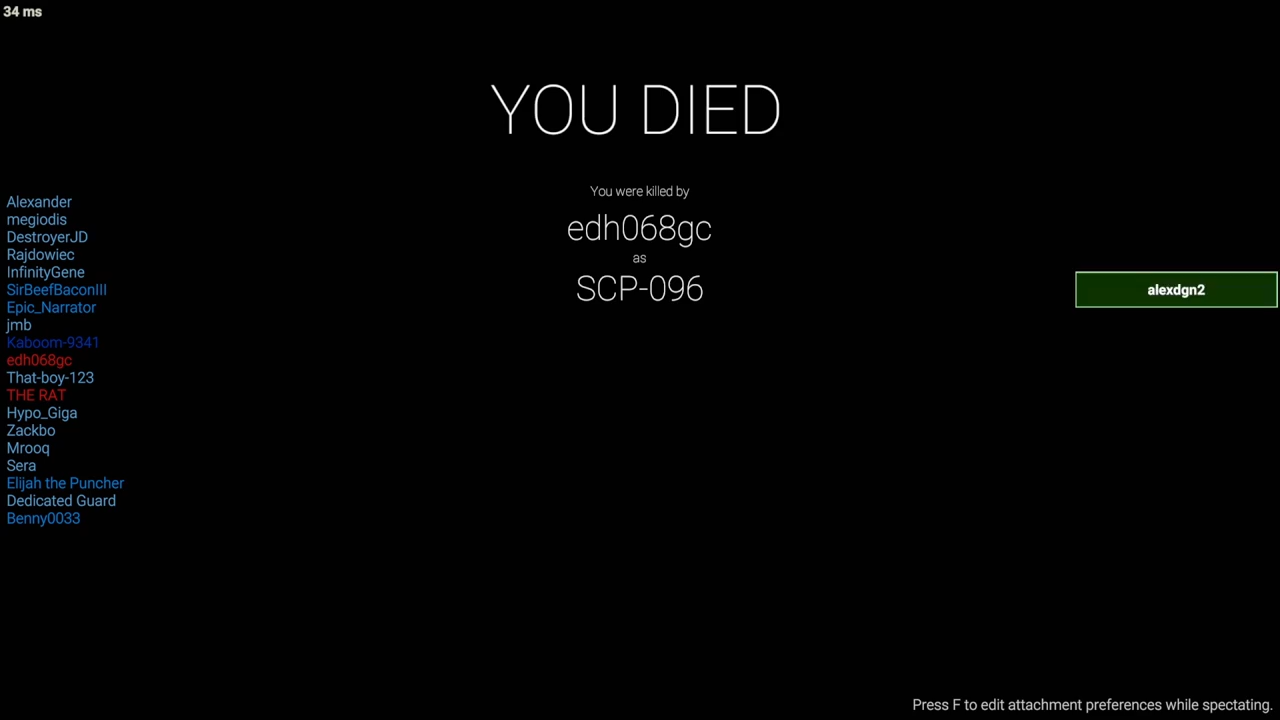 34 ms
YOU DIED
You were killed by
edh068gc
as
SCP-096
Alexander
megiodis
DestroyerJD
Rajdowiec
InfinityGene
SirBeefBaconIII
Epic_Narrator
jmb
Kaboom-9341
edh068gc
That-boy-123
THE RAT
Hypo_Giga
Zackbo
Mrooq
Sera
Elijah the Puncher
Dedicated Guard
Benny0033
alexdgn2
Press F to edit attachment preferences while spectating.